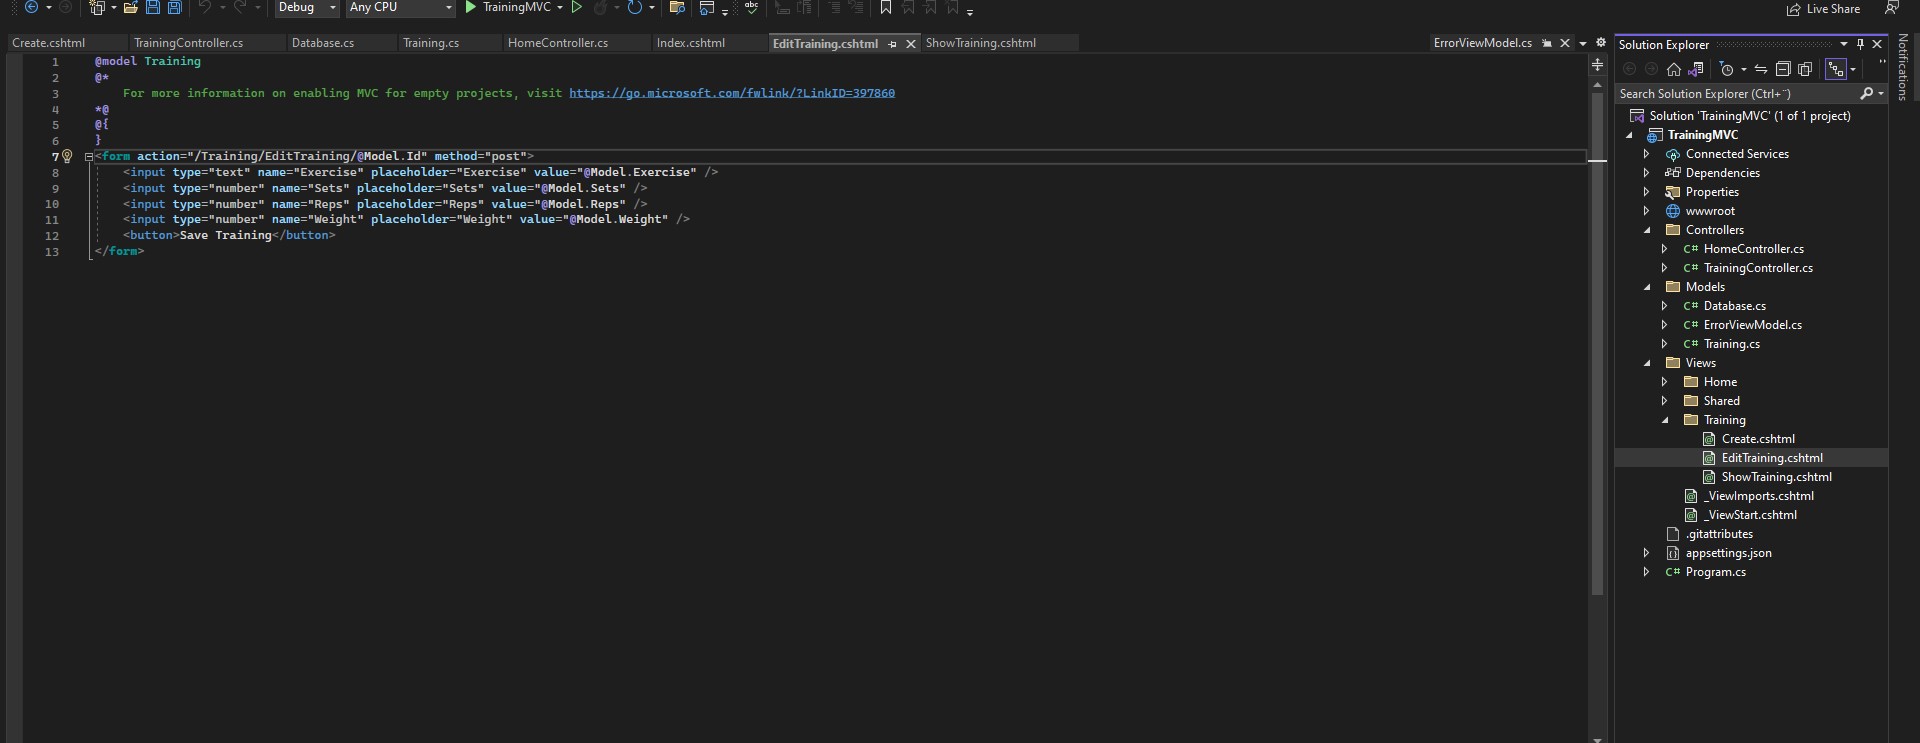 Debug
Any CPU
TrainingMVC
abc
Live Share
Create.cshtml
TrainingController.cs
Database.cs
Training.cs
HomeController.cs
Index.cshtml
EditTraining.cshtml
ShowTraining.cshtml
ErrorViewModel.cs
1 @model Training
2 @*
3 For more information on enabling MVC for empty projects, visit https://go.microsoft.com/fwlink/?LinkID=397860
4 *@
5 @{
6 }
7 <form action="/Training/EditTraining/@Model.Id" method="post">
8 <input type="text" name="Exercise" placeholder="Exercise" value="@Model.Exercise" />
9 <input type="number" name="Sets" placeholder="Sets" value="@Model.Sets" />
10 <input type="number" name="Reps" placeholder="Reps" value="@Model.Reps" />
11 <input type="number" name="Weight" placeholder="Weight" value="@Model.Weight" />
12 <button>Save Training</button>
13 </form>
Solution Explorer
Search Solution Explorer (Ctrl+¨)
Solution 'TrainingMVC' (1 of 1 project)
TrainingMVC
Connected Services
Dependencies
Properties
wwwroot
Controllers
C# HomeController.cs
C# TrainingController.cs
Models
C# Database.cs
C# ErrorViewModel.cs
C# Training.cs
Views
Home
Shared
Training
Create.cshtml
EditTraining.cshtml
ShowTraining.cshtml
_ViewImports.cshtml
_ViewStart.cshtml
.gitattributes
appsettings.json
C# Program.cs
Notifications